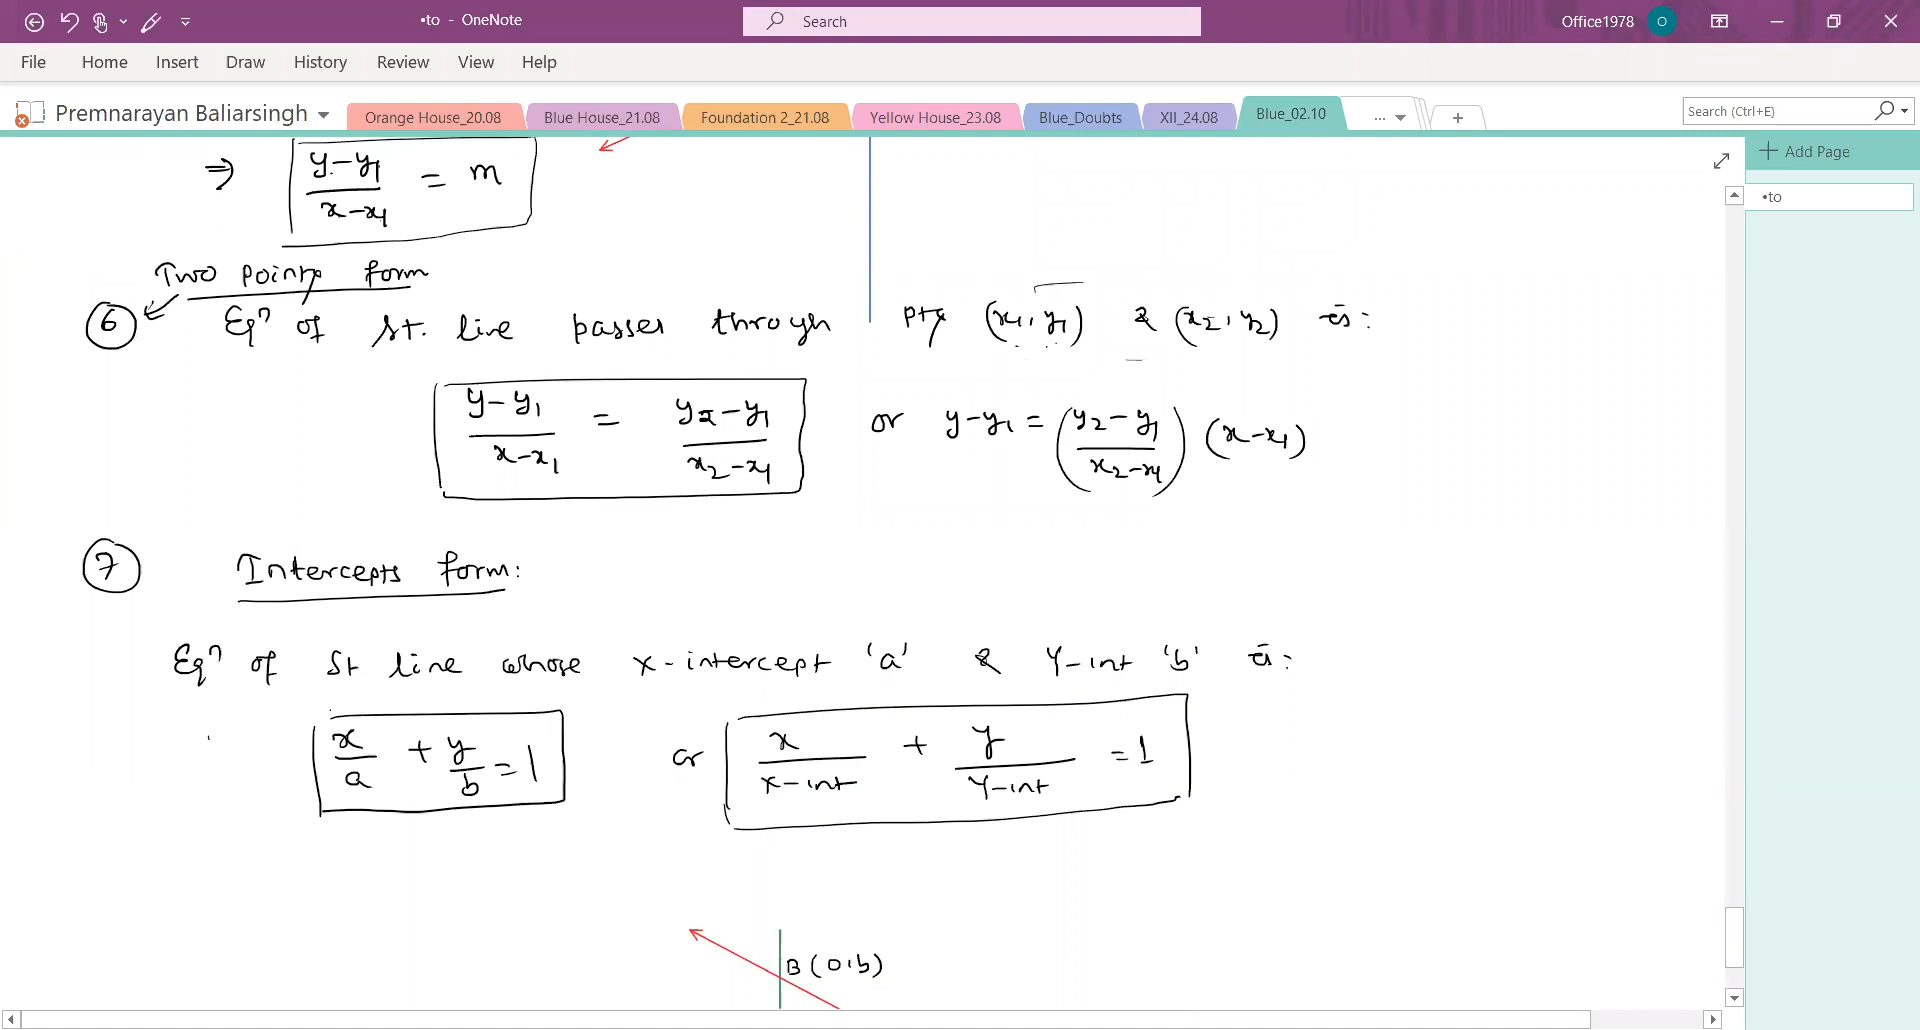 •to - OneNote
Search
Office1978
O
File Home Insert Draw History Review View Help
Premnarayan Baliarsingh
Orange House_20.08 Blue House_21.08 Foundation 2_21.08 Yellow House_23.08 Blue_Doubts XII_24.08 Blue_02.10 ... +
Search (Ctrl+E)
+ Add Page
•to
⇒ (y-y₁)/(x-x₁) = m
Two points form
6 Eqⁿ of st. line passes through pts (x₁, y₁) & (x₂, y₂) is:
(y-y₁)/(x-x₁) = (y₂-y₁)/(x₂-x₁) or y-y₁ = ((y₂-y₁)/(x₂-x₁)) (x-x₁)
7 Intercepts form:
Eqⁿ of St line whose x-intercept 'a' & Y-int 'b' is:
x/a + y/b = 1 or x/x-int + y/Y-int = 1
B (0,b)